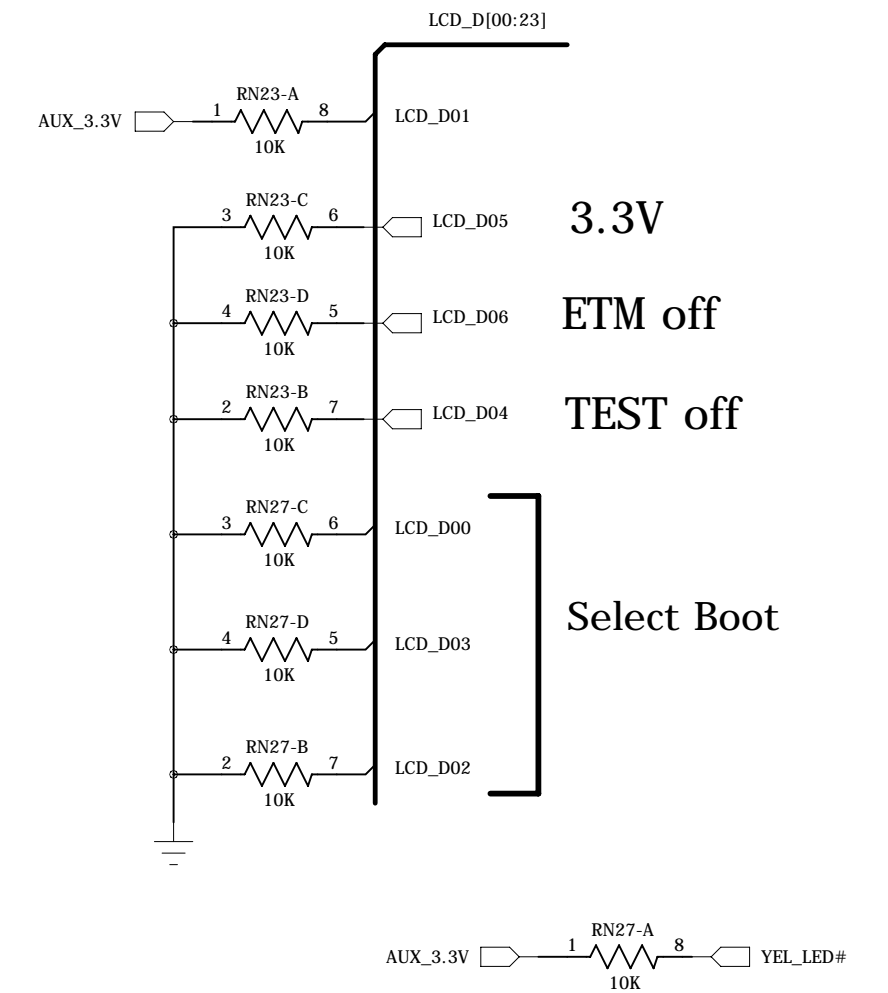 LCD_D[00:23]
RN23-A
AUX_3.3V 1 8 LCD_D01
10K
RN23-C
3 6 LCD_D05 3.3V
10K
RN23-D
4 5 LCD_D06 ETM off
10K
RN23-B
2 7 LCD_D04 TEST off
10K
RN27-C
3 6 LCD_D00
10K
Select Boot
RN27-D
4 5 LCD_D03
10K
RN27-B
2 7 LCD_D02
10K
RN27-A
AUX_3.3V 1 8 YEL_LED#
10K